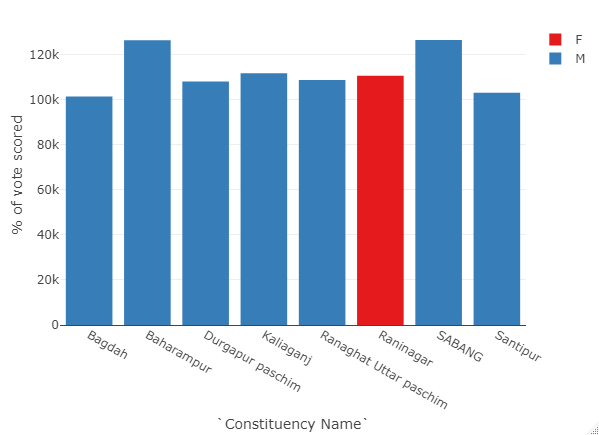 F
M
% of vote scored
120k
100k
80k
60k
40k
20k
0
Bagdah
Baharampur
Durgapur paschim
Kaliaganj
Ranaghat Uttar paschim
Raninagar
SABANG
Santipur
`Constituency Name`